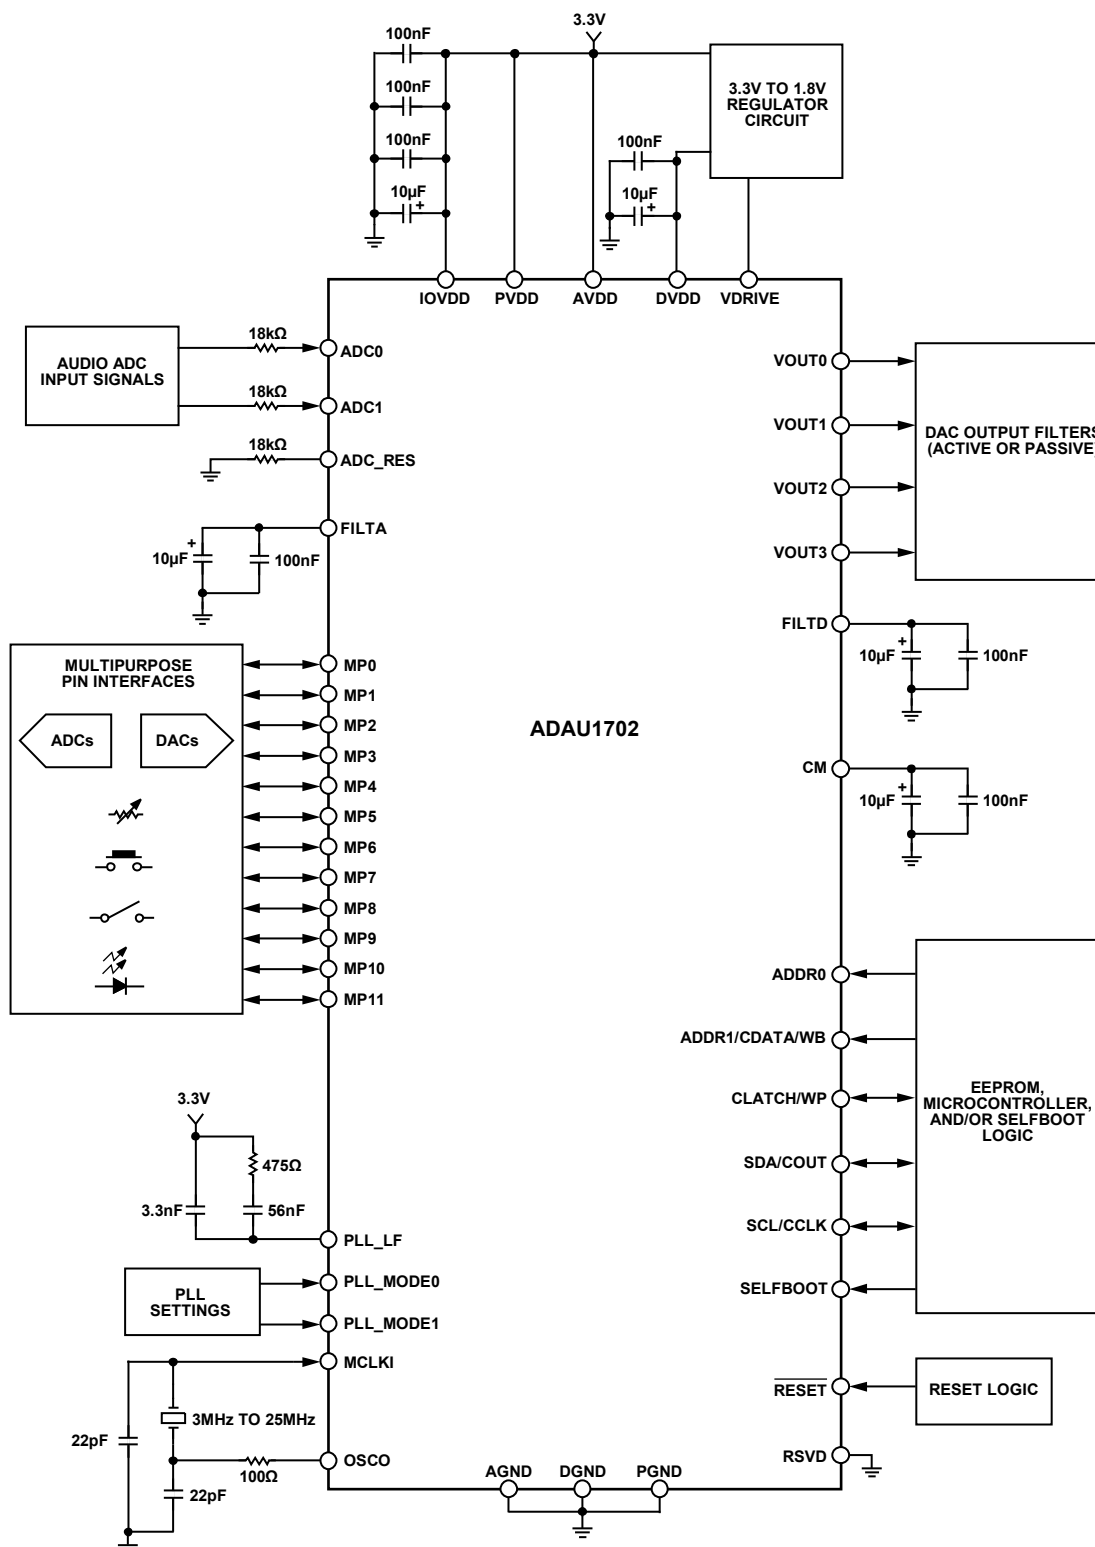 3.3V
100nF
100nF
100nF
10µF
+
100nF
10µF
+
3.3V TO 1.8V
REGULATOR
CIRCUIT
IOVDD
PVDD
AVDD
DVDD
VDRIVE
AUDIO ADC
INPUT SIGNALS
18kΩ
ADC0
18kΩ
ADC1
18kΩ
ADC_RES
FILTA
+
10µF
100nF
MULTIPURPOSE
PIN INTERFACES
ADCs
DACs
MP0
MP1
MP2
MP3
MP4
MP5
MP6
MP7
MP8
MP9
MP10
MP11
3.3V
475Ω
3.3nF
56nF
PLL_LF
PLL
SETTINGS
PLL_MODE0
PLL_MODE1
MCLKI
3MHz TO 25MHz
22pF
100Ω
OSCO
22pF
ADAU1702
AGND
DGND
PGND
VOUT0
VOUT1
VOUT2
VOUT3
DAC OUTPUT FILTERS
(ACTIVE OR PASSIVE)
FILTD
+
10µF
100nF
CM
+
10µF
100nF
ADDR0
ADDR1/CDATA/WB
CLATCH/WP
SDA/COUT
SCL/CCLK
SELFBOOT
EEPROM,
MICROCONTROLLER,
AND/OR SELFBOOT
LOGIC
RESET
RESET LOGIC
RSVD